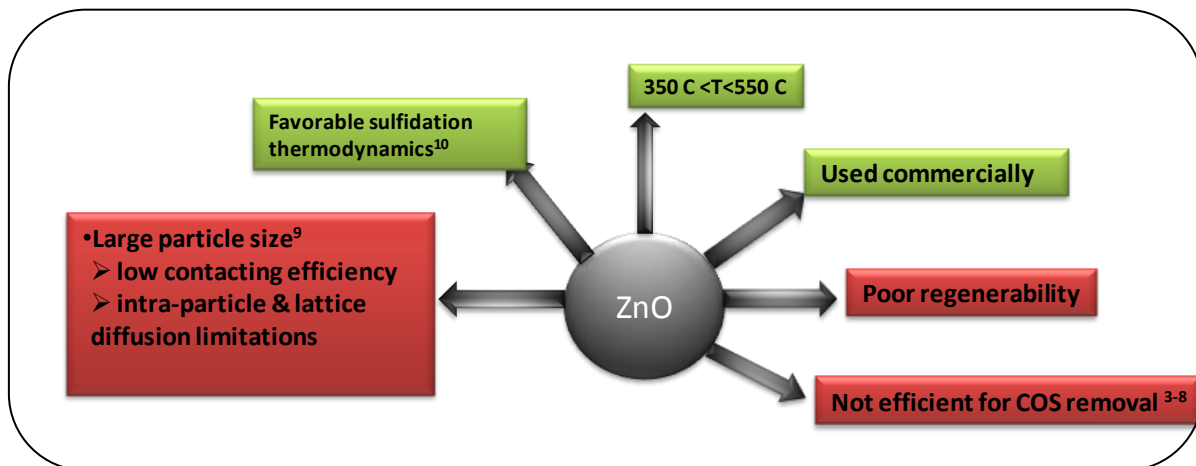 350 C <T<550 C
Favorable sulfidation
thermodynamics¹⁰
Used commercially
•Large particle size⁹
➢ low contacting efficiency
➢ intra-particle & lattice
diffusion limitations
ZnO
Poor regenerability
Not efficient for COS removal ³⁻⁸